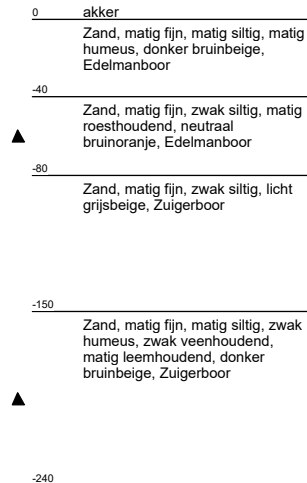 0 akker
Zand, matig fijn, matig siltig, matig
humeus, donker bruinbeige,
Edelmanboor
-40
Zand, matig fijn, zwak siltig, matig
roesthoudend, neutraal
bruinoranje, Edelmanboor
-80
Zand, matig fijn, zwak siltig, licht
grijsbeige, Zuigerboor
-150
Zand, matig fijn, matig siltig, zwak
humeus, zwak veenhoudend,
matig leemhoudend, donker
bruinbeige, Zuigerboor
-240